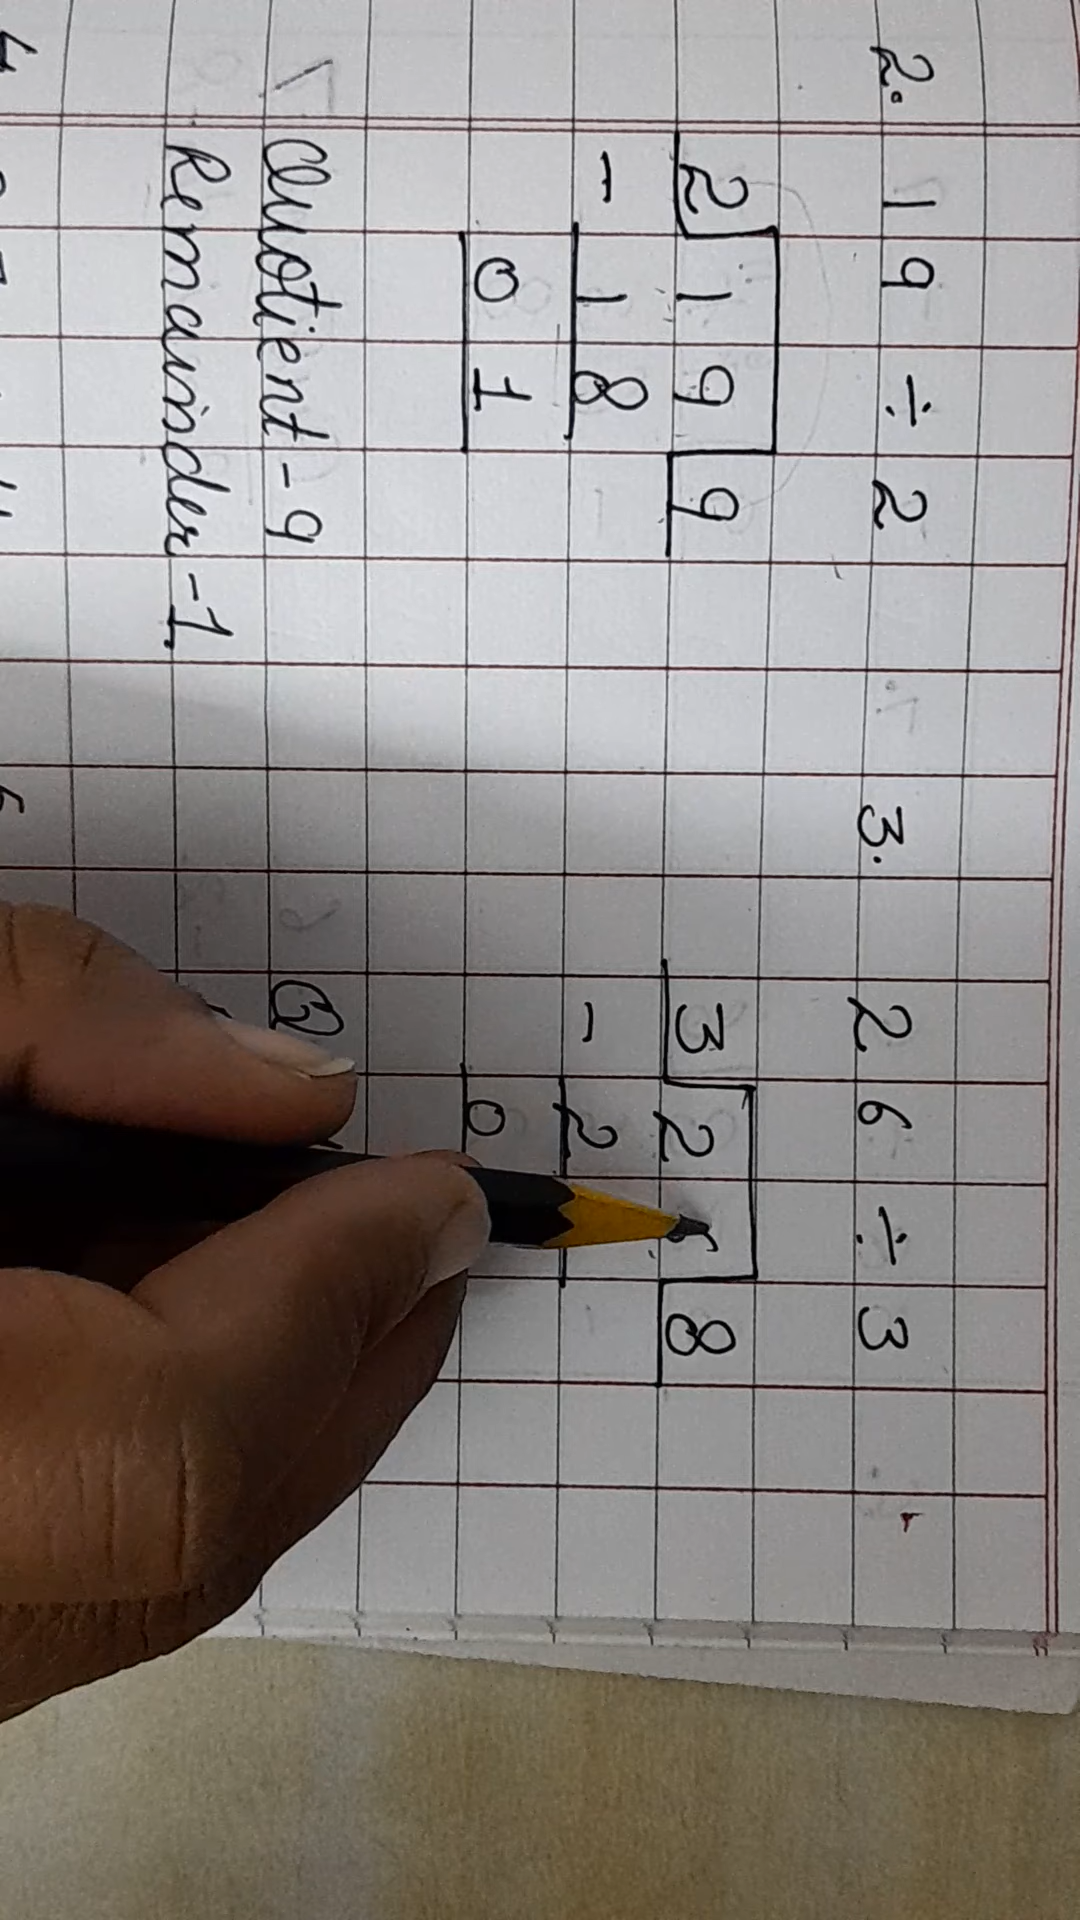 2. 19 ÷ 2
2 19 9
- 18
01
Quotient - 9
Remainder - 1
3. 26 ÷ 3
3 2 8
- 2
0
Q